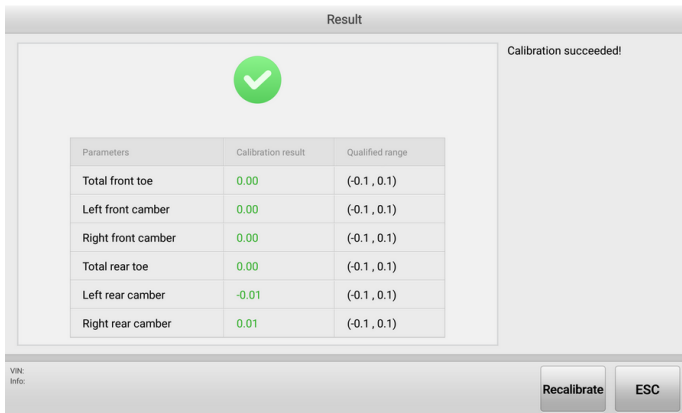 Result
Calibration succeeded!
Parameters Calibration result Qualified range
Total front toe 0.00 (-0.1 , 0.1)
Left front camber 0.00 (-0.1 , 0.1)
Right front camber 0.00 (-0.1 , 0.1)
Total rear toe 0.00 (-0.1 , 0.1)
Left rear camber -0.01 (-0.1 , 0.1)
Right rear camber 0.01 (-0.1 , 0.1)
VIN:
Info:
Recalibrate ESC